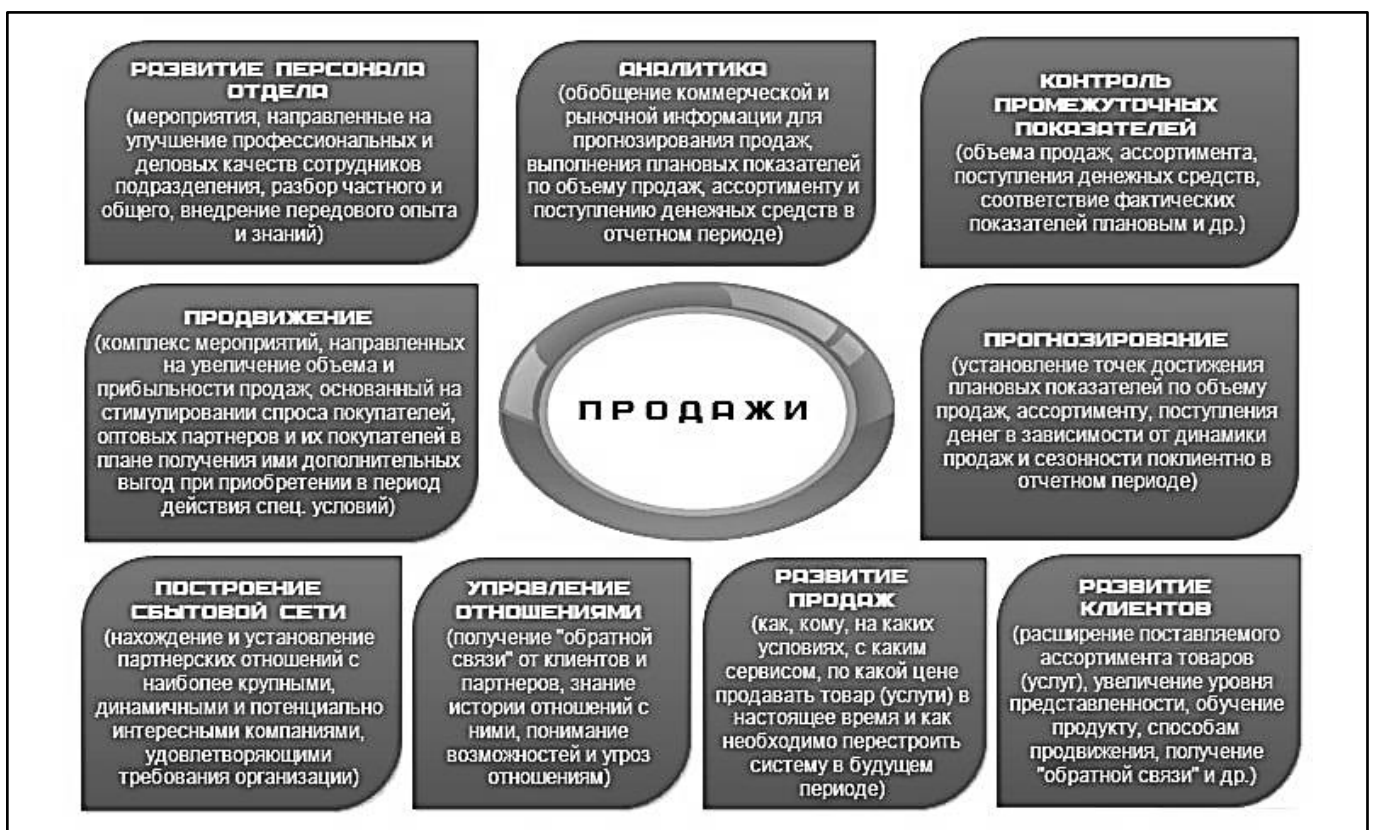 РАЗВИТИЕ ПЕРСОНАЛА
ОТДЕЛА
(мероприятия, направленные на
улучшение профессиональных и
деловых качеств сотрудников
подразделения, разбор частного и
общего, внедрение передового опыта
и знаний)
АНАЛИТИКА
(обобщение коммерческой и
рыночной информации для
прогнозирования продаж,
выполнения плановых показателей
по объему продаж, ассортименту и
поступлению денежных средств в
отчетном периоде)
КОНТРОЛЬ
ПРОМЕЖУТОЧНЫХ
ПОКАЗАТЕЛЕЙ
(объема продаж, ассортимента,
поступления денежных средств,
соответствие фактических
показателей плановым и др.)
ПРОДВИЖЕНИЕ
(комплекс мероприятий, направленных
на увеличение объема и
прибыльности продаж, основанный на
стимулировании спроса покупателей,
оптовых партнеров и их покупателей в
плане получения ими дополнительных
выгод при приобретении в период
действия спец. условий)
ПРОДАЖИ
ПРОГНОЗИРОВАНИЕ
(установление точек достижения
плановых показателей по объему
продаж, ассортименту, поступления
денег в зависимости от динамики
продаж и сезонности поклиентно в
отчетном периоде)
ПОСТРОЕНИЕ
СБЫТОВОЙ СЕТИ
(нахождение и установление
партнерских отношений с
наиболее крупными,
динамичными и потенциально
интересными компаниями,
удовлетворяющими
требования организации)
УПРАВЛЕНИЕ
ОТНОШЕНИЯМИ
(получение "обратной
связи" от клиентов и
партнеров, знание
истории отношений с
ними, понимание
возможностей и угроз
отношениям)
РАЗВИТИЕ
ПРОДАЖ
(как, кому, на каких
условиях, с каким
сервисом, по какой цене
продавать товар (услуги) в
настоящее время и как
необходимо перестроить
систему в будущем
периоде)
РАЗВИТИЕ
КЛИЕНТОВ
(расширение поставляемого
ассортимента товаров
(услуг), увеличение уровня
представленности, обучение
продукту, способам
продвижения, получение
"обратной связи" и др.)